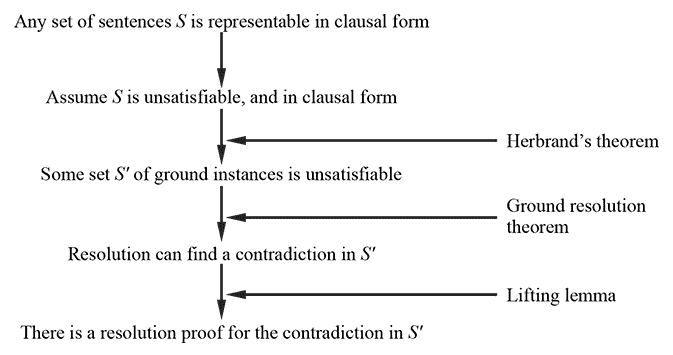 Any set of sentences S is representable in clausal form
Assume S is unsatisfiable, and in clausal form
Herbrand’s theorem
Some set S′ of ground instances is unsatisfiable
Ground resolution
theorem
Resolution can find a contradiction in S′
Lifting lemma
There is a resolution proof for the contradiction in S′